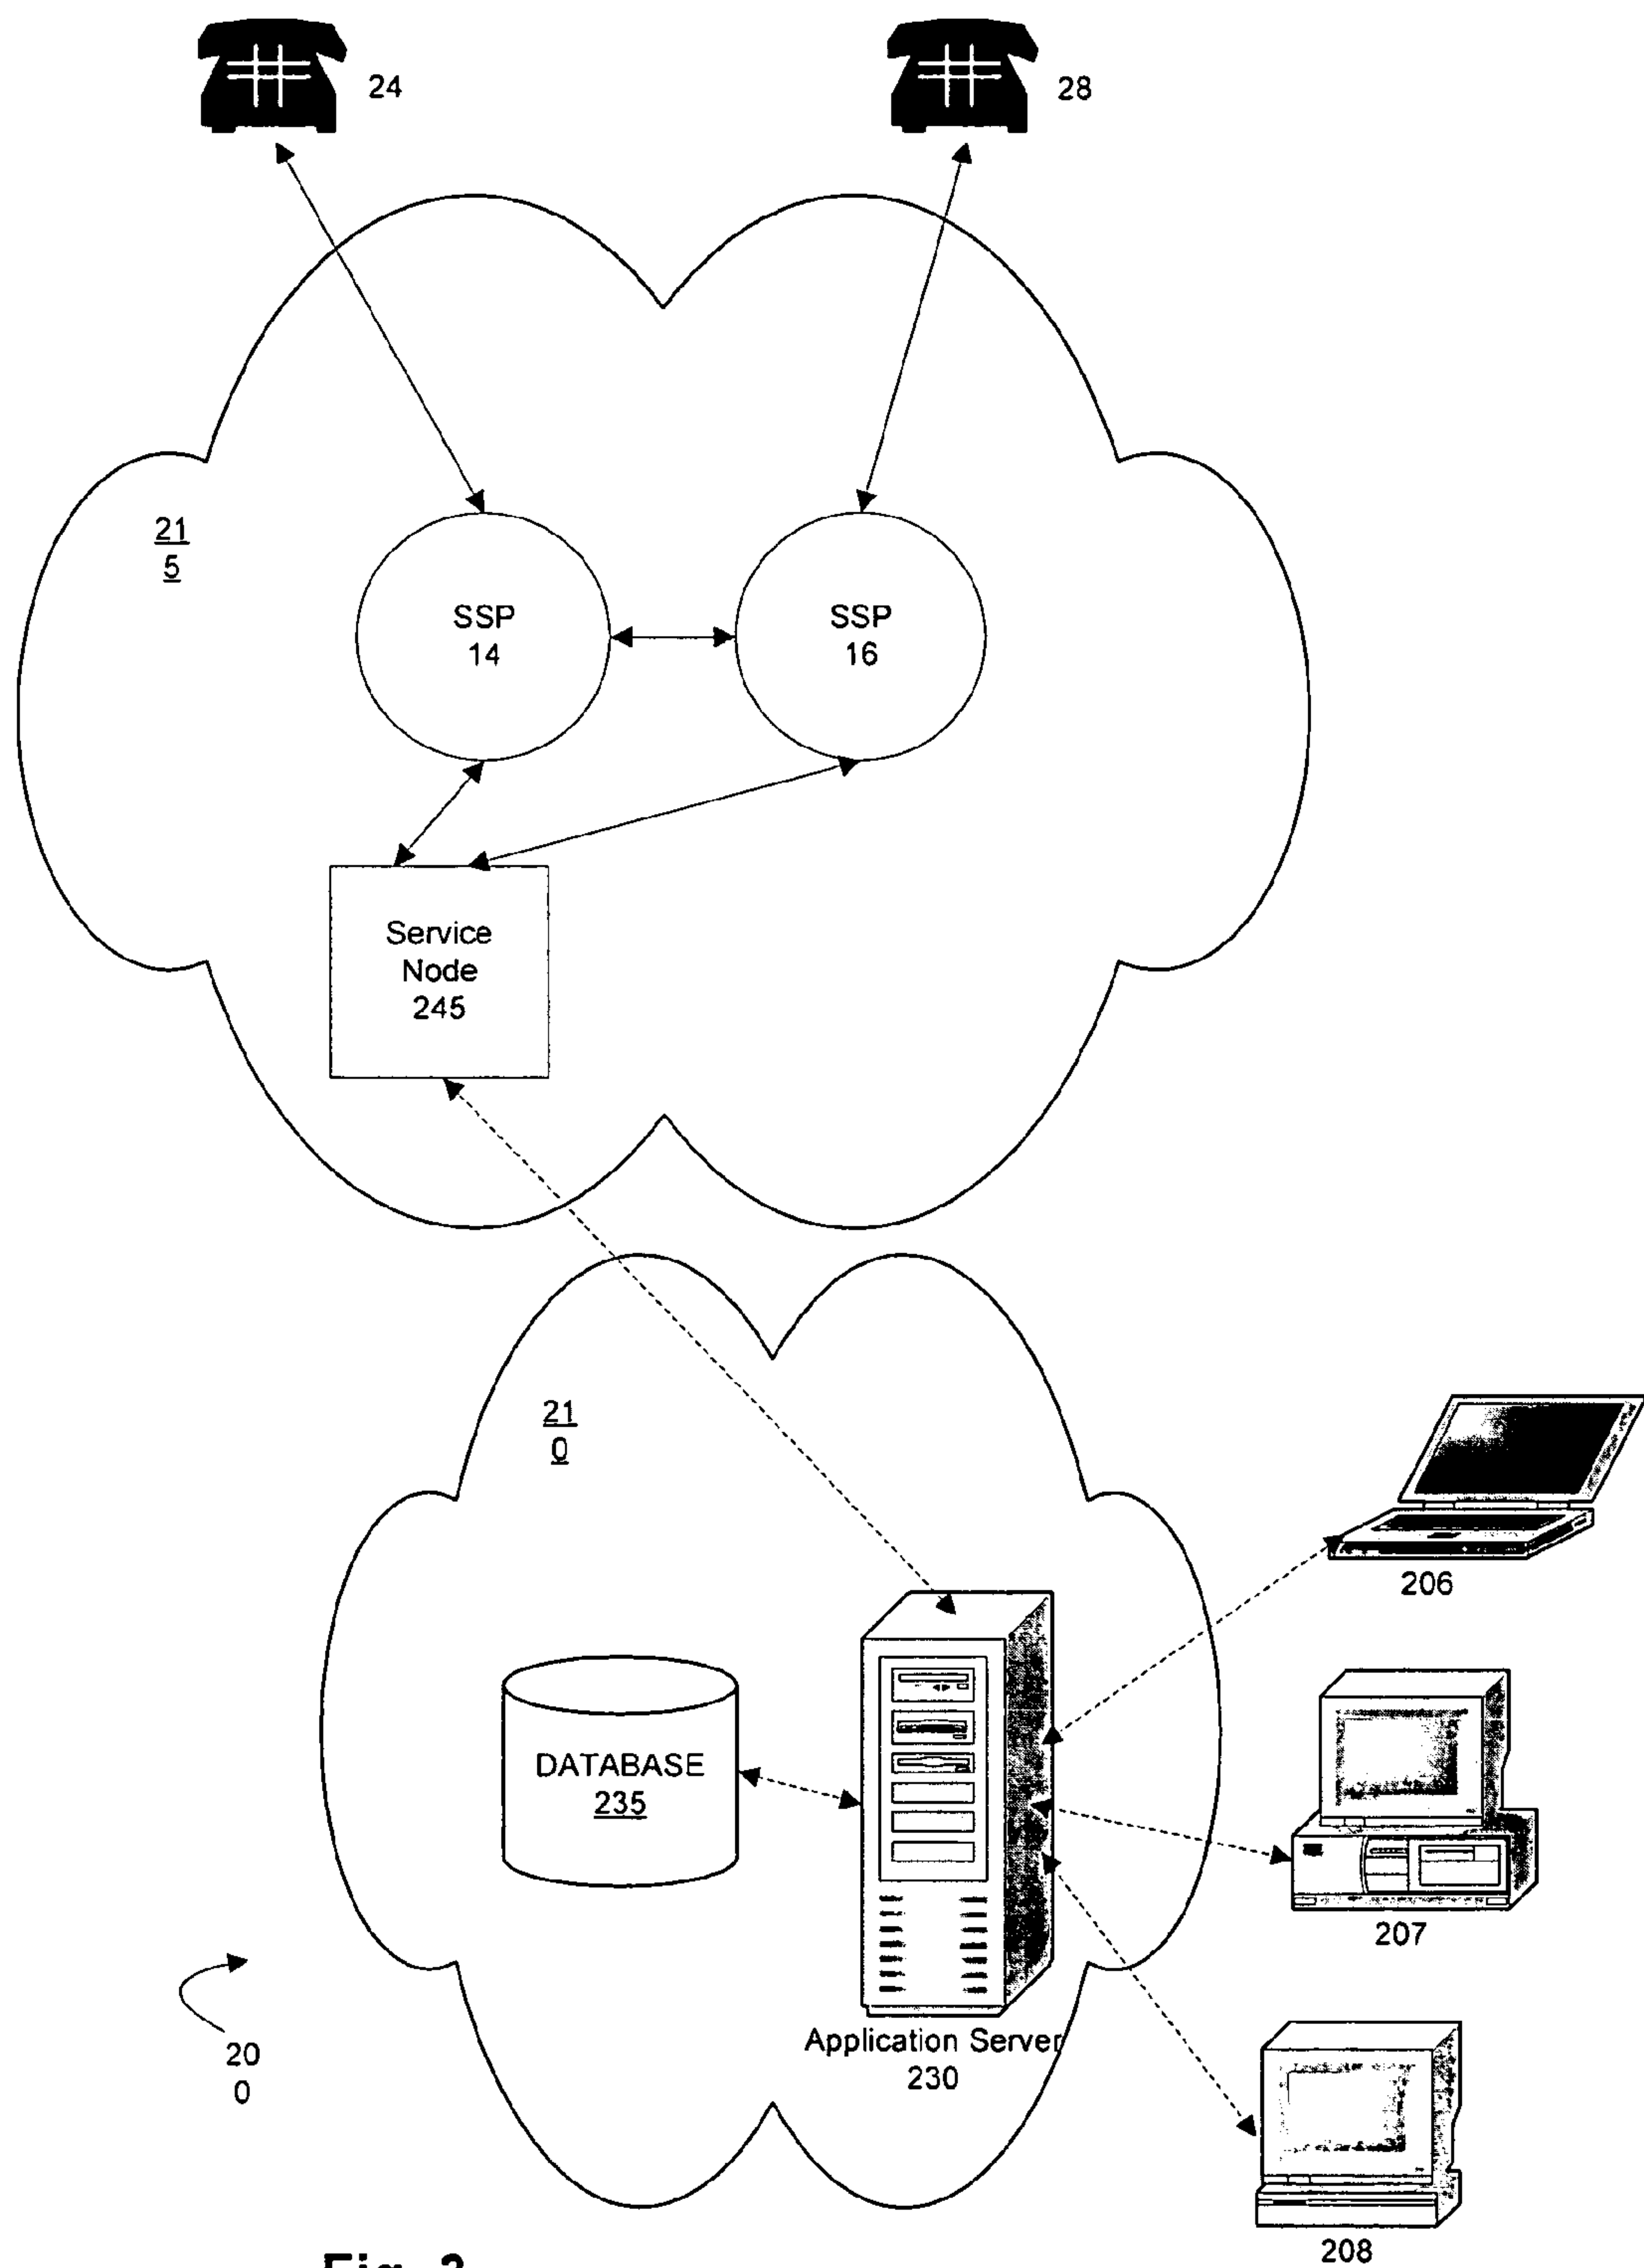 24
28
21
5
SSP
14
SSP
16
Service
Node
245
21
0
206
DATABASE
235
207
Application Server
230
20
0
208